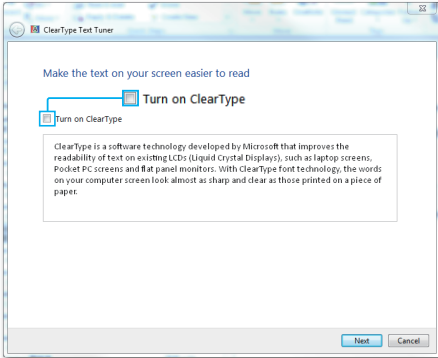 ClearType Text Tuner
Make the text on your screen easier to read
Turn on ClearType
Turn on ClearType
ClearType is a software technology developed by Microsoft that improves the
readability of text on existing LCDs (Liquid Crystal Displays), such as laptop screens,
Pocket PC screens and flat panel monitors. With ClearType font technology, the words
on your computer screen look almost as sharp and clear as those printed on a piece of
paper.
Next Cancel